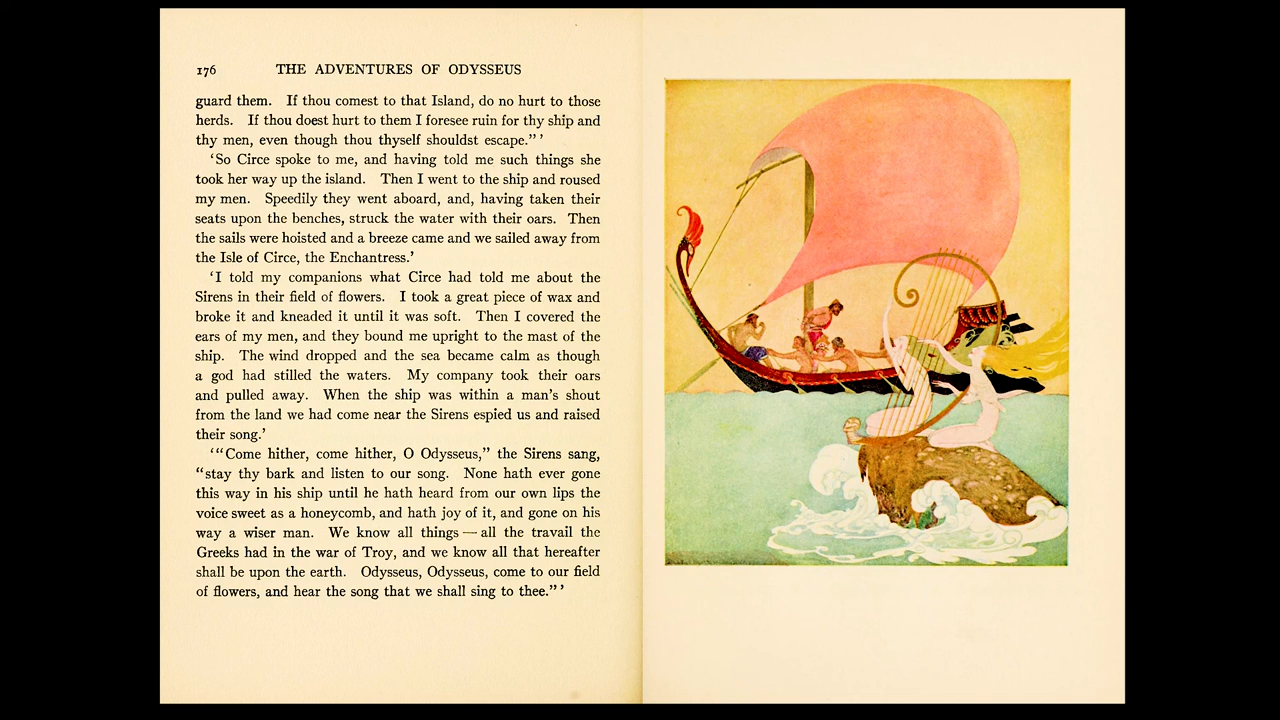 176 THE ADVENTURES OF ODYSSEUS
guard them. If thou comest to that Island, do no hurt to those
herds. If thou doest hurt to them I foresee ruin for thy ship and
thy men, even though thou thyself shouldst escape.” ’
‘So Circe spoke to me, and having told me such things she
took her way up the island. Then I went to the ship and roused
my men. Speedily they went aboard, and, having taken their
seats upon the benches, struck the water with their oars. Then
the sails were hoisted and a breeze came and we sailed away from
the Isle of Circe, the Enchantress.’
‘I told my companions what Circe had told me about the
Sirens in their field of flowers. I took a great piece of wax and
broke it and kneaded it until it was soft. Then I covered the
ears of my men, and they bound me upright to the mast of the
ship. The wind dropped and the sea became calm as though
a god had stilled the waters. My company took their oars
and pulled away. When the ship was within a man’s shout
from the land we had come near the Sirens espied us and raised
their song.’
‘“Come hither, come hither, O Odysseus,” the Sirens sang,
“stay thy bark and listen to our song. None hath ever gone
this way in his ship until he hath heard from our own lips the
voice sweet as a honeycomb, and hath joy of it, and gone on his
way a wiser man. We know all things — all the travail the
Greeks had in the war of Troy, and we know all that hereafter
shall be upon the earth. Odysseus, Odysseus, come to our field
of flowers, and hear the song that we shall sing to thee.” ’